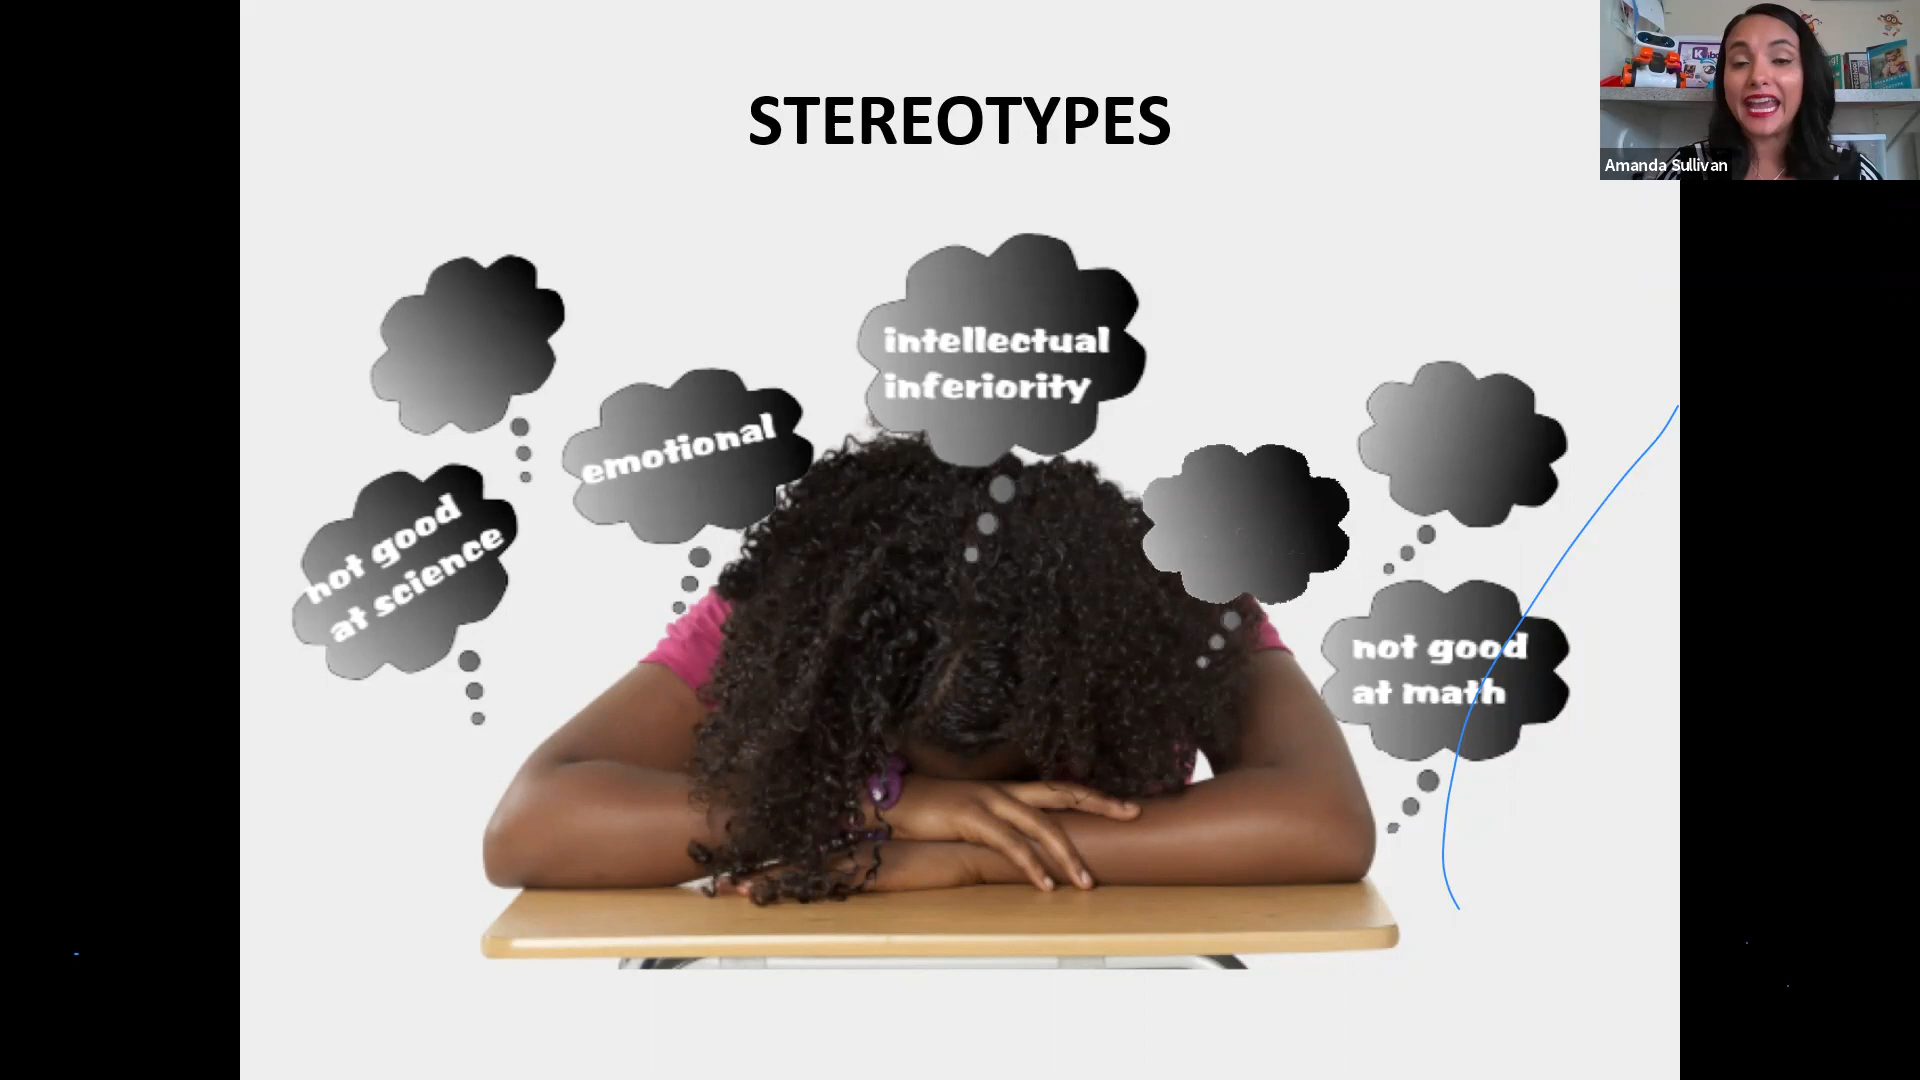 STEREOTYPES
Amanda Sullivan
intellectual
inferiority
emotional
not good
at science
not good
at math